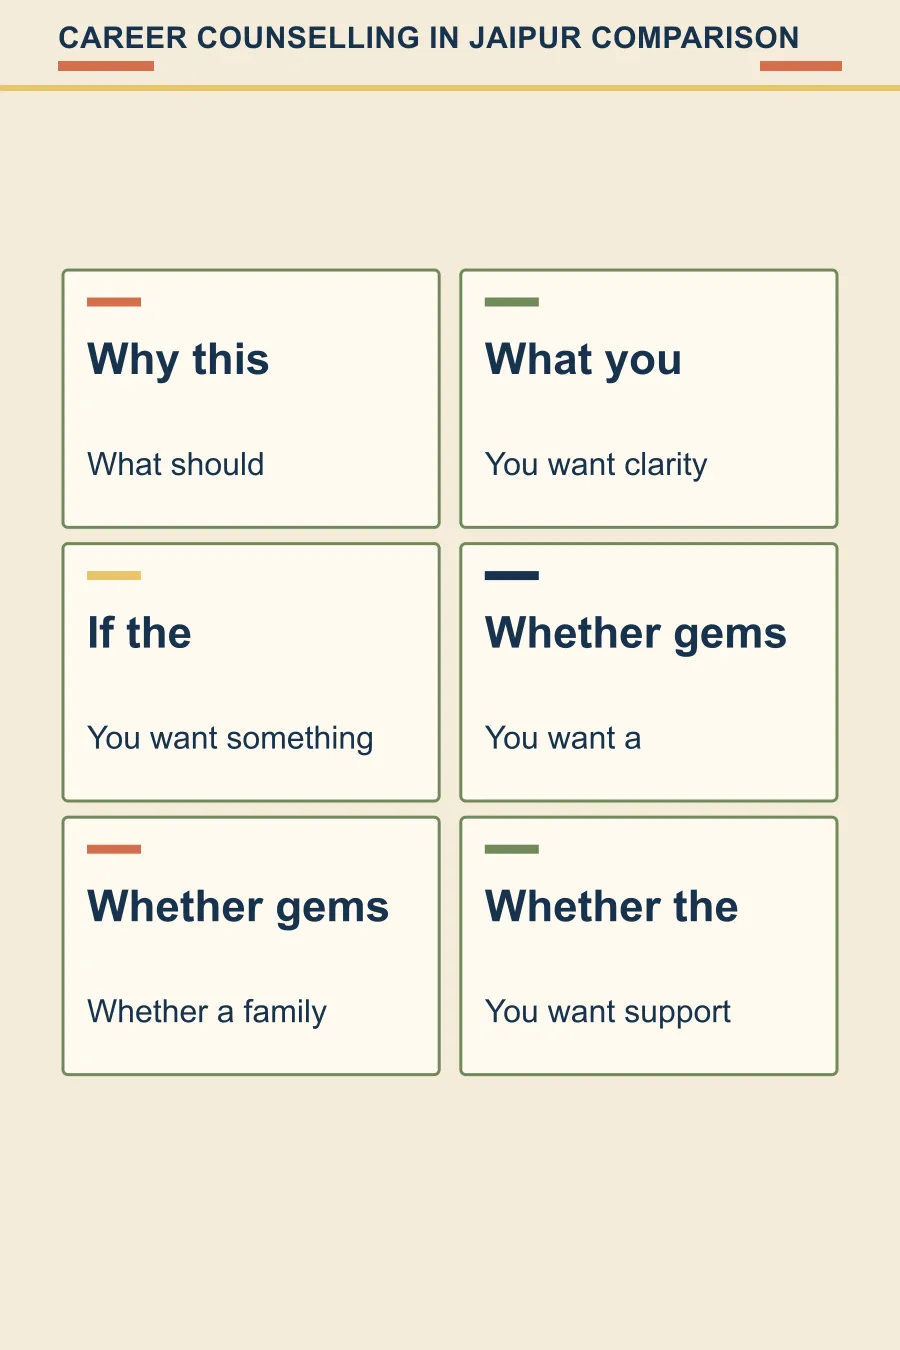 CAREER COUNSELLING IN JAIPUR COMPARISON
Why this
What should
What you
You want clarity
If the
You want something
Whether gems
You want a
Whether gems
Whether a family
Whether the
You want support